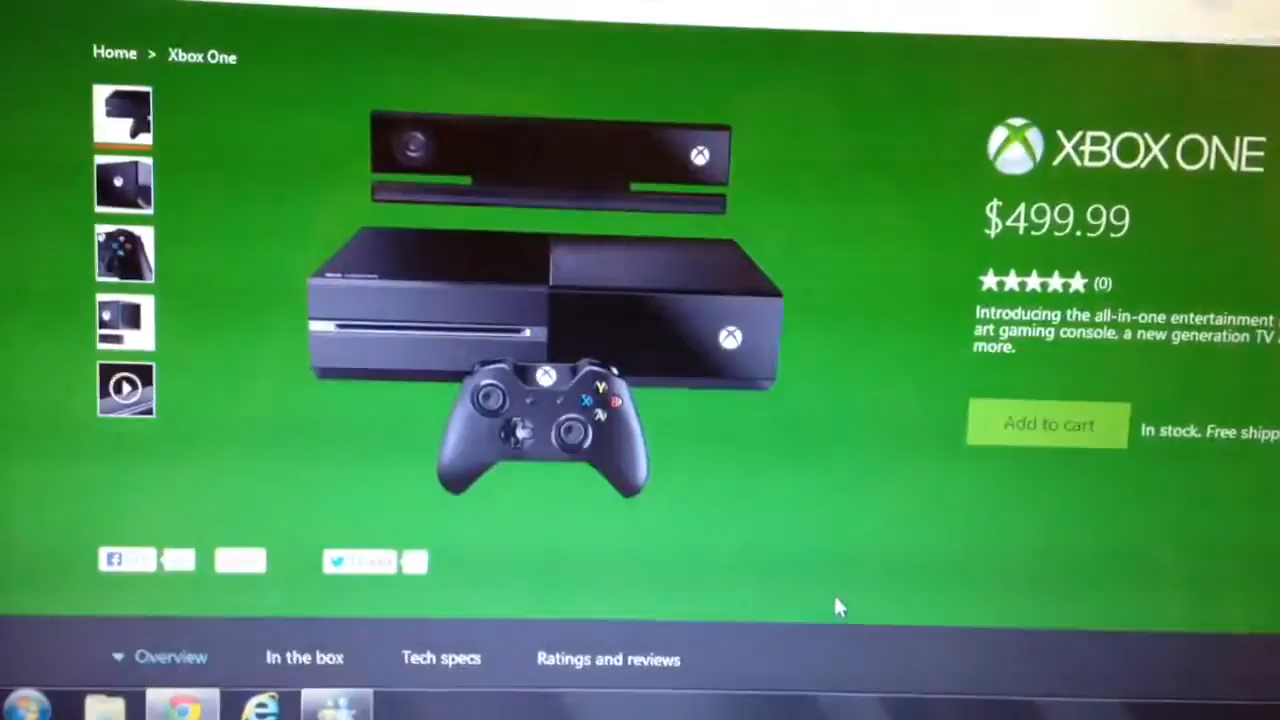 Home > Xbox One
XBOX ONE
$499.99
(0)
Introducing the all-in-one entertainment
art gaming console, a new generation TV
more.
Add to cart
In stock. Free shipp
Overview
In the box
Tech specs
Ratings and reviews
Y
X
B
A